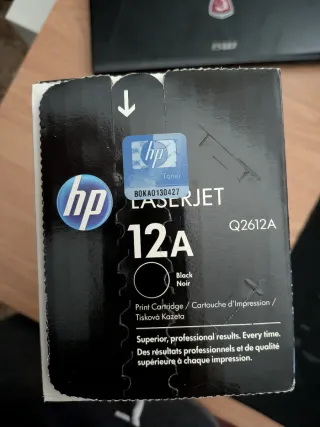 hp
Toner
B0KA0130427
hp
LASERJET
12A
Q2612A
Black
Noir
Print Cartridge / Cartouche d'Impression /
Tisková Kazeta
Superior, professional results. Every time.
Des résultats professionnels et de qualité
supérieure à chaque impression.